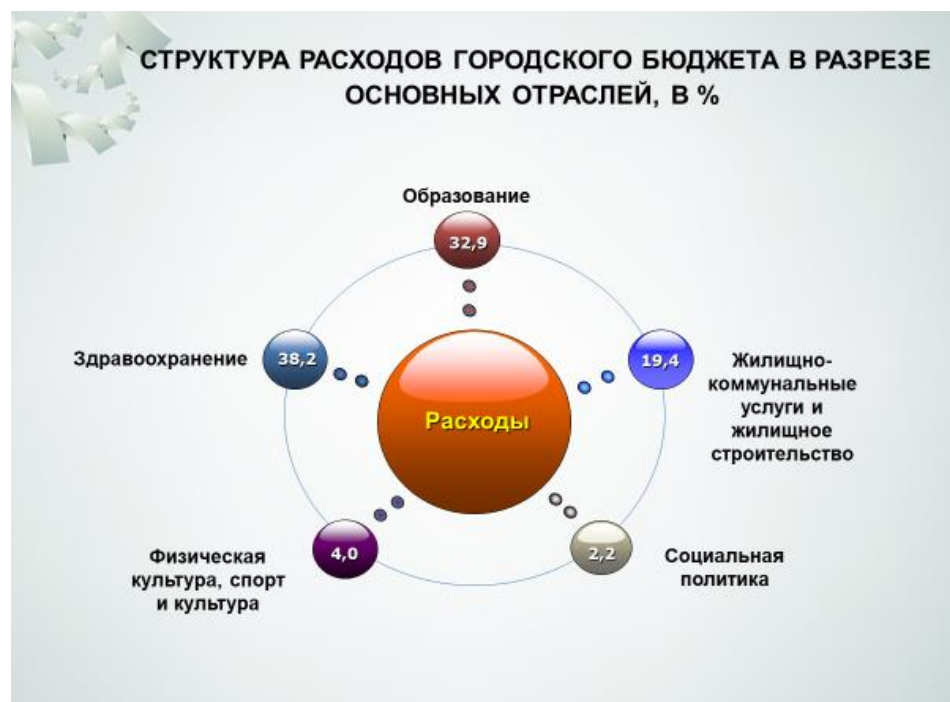 СТРУКТУРА РАСХОДОВ ГОРОДСКОГО БЮДЖЕТА В РАЗРЕЗЕ
ОСНОВНЫХ ОТРАСЛЕЙ, В %
Образование
32,9
Здравоохранение
38,2
19,4
Жилищно-
коммунальные
услуги и
жилищное
строительство
Расходы
Физическая
культура, спорт
и культура
4,0
2,2
Социальная
политика